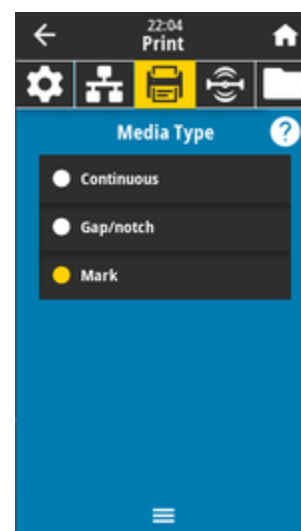 22:04
Print
Media Type
?
Continuous
Gap/notch
Mark